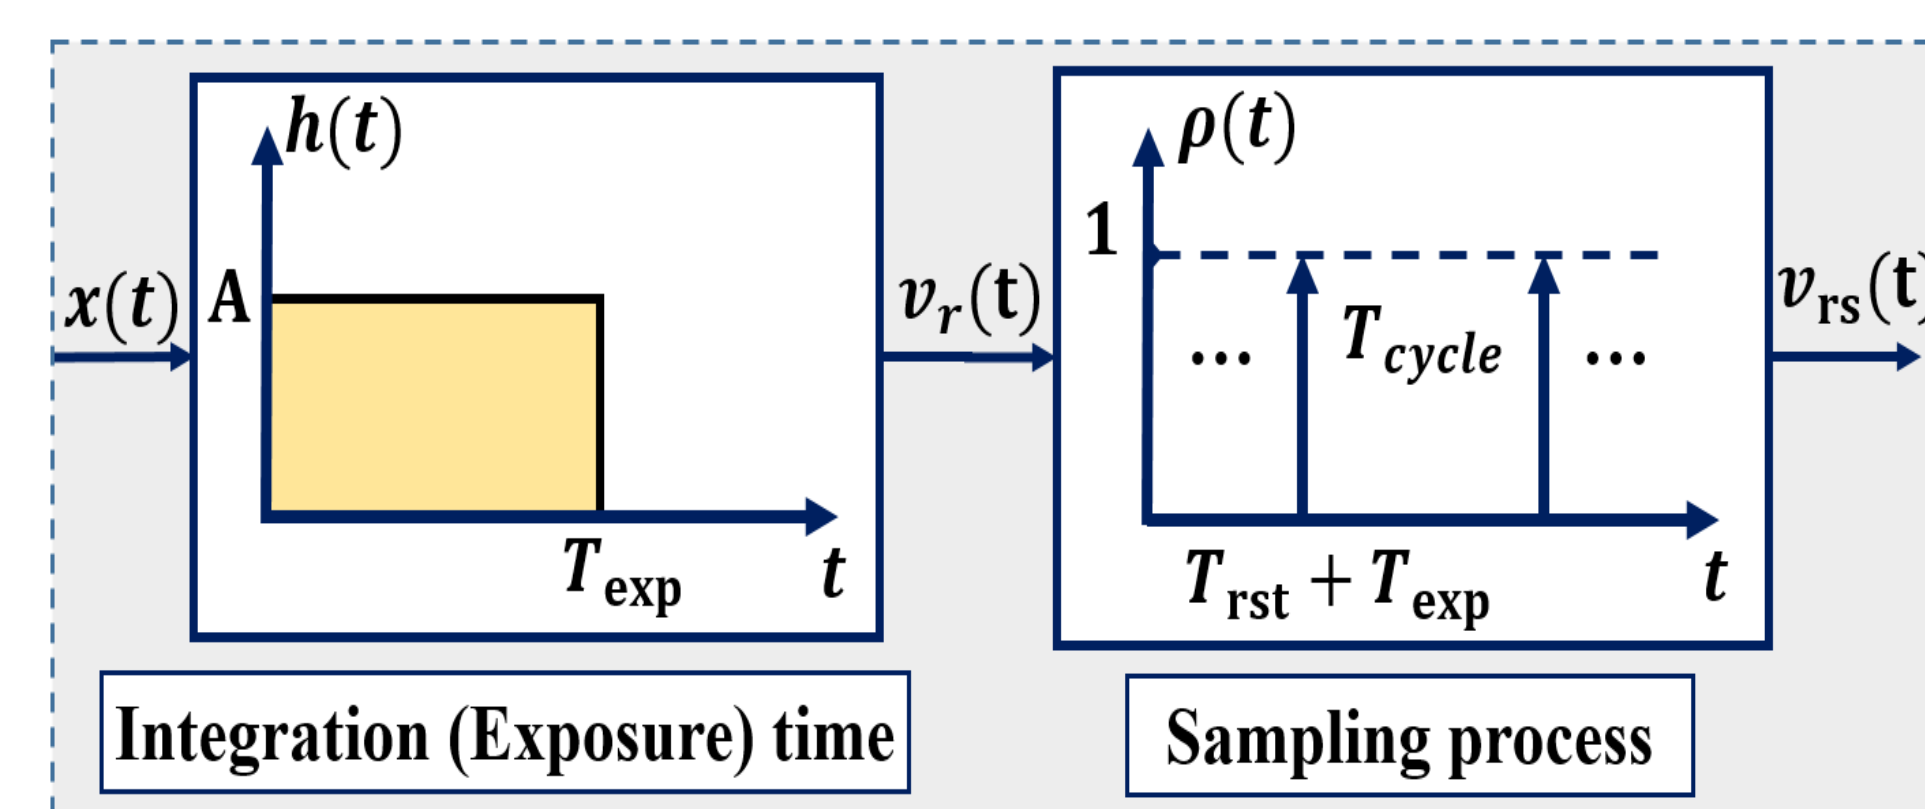 h(t)
A
T_exp
t
x(t)
v_r(t)
ρ(t)
1
...
T_cycle
...
T_rst + T_exp
t
v_rs(t)
Integration (Exposure) time
Sampling process